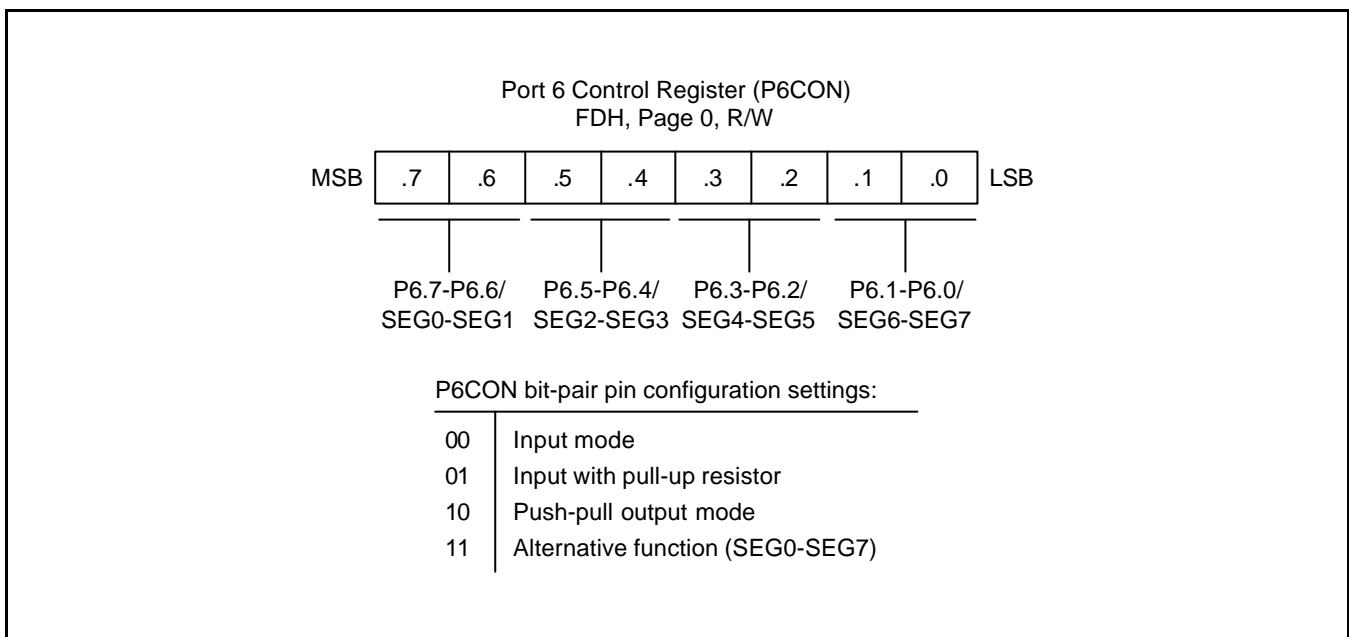 Port 6 Control Register (P6CON)
FDH, Page 0, R/W
MSB .7 .6 .5 .4 .3 .2 .1 .0 LSB
P6.7-P6.6/ P6.5-P6.4/ P6.3-P6.2/ P6.1-P6.0/
SEG0-SEG1 SEG2-SEG3 SEG4-SEG5 SEG6-SEG7
P6CON bit-pair pin configuration settings:
00 Input mode
01 Input with pull-up resistor
10 Push-pull output mode
11 Alternative function (SEG0-SEG7)